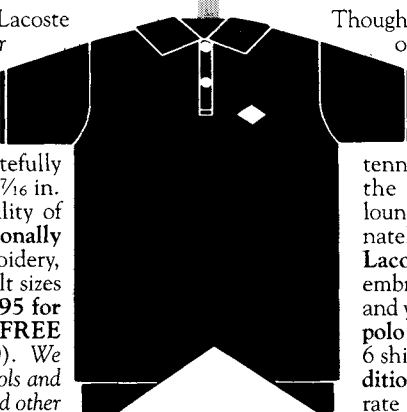 Lacoste
r
tefully
7/16 in.
lity of
onally
oidery,
lt sizes
95 for
FREE
). We
ols and
d other
Though
o
tenn
the
loun
natel
Laco
embr
and y
polo
6 shi
ditio
rate